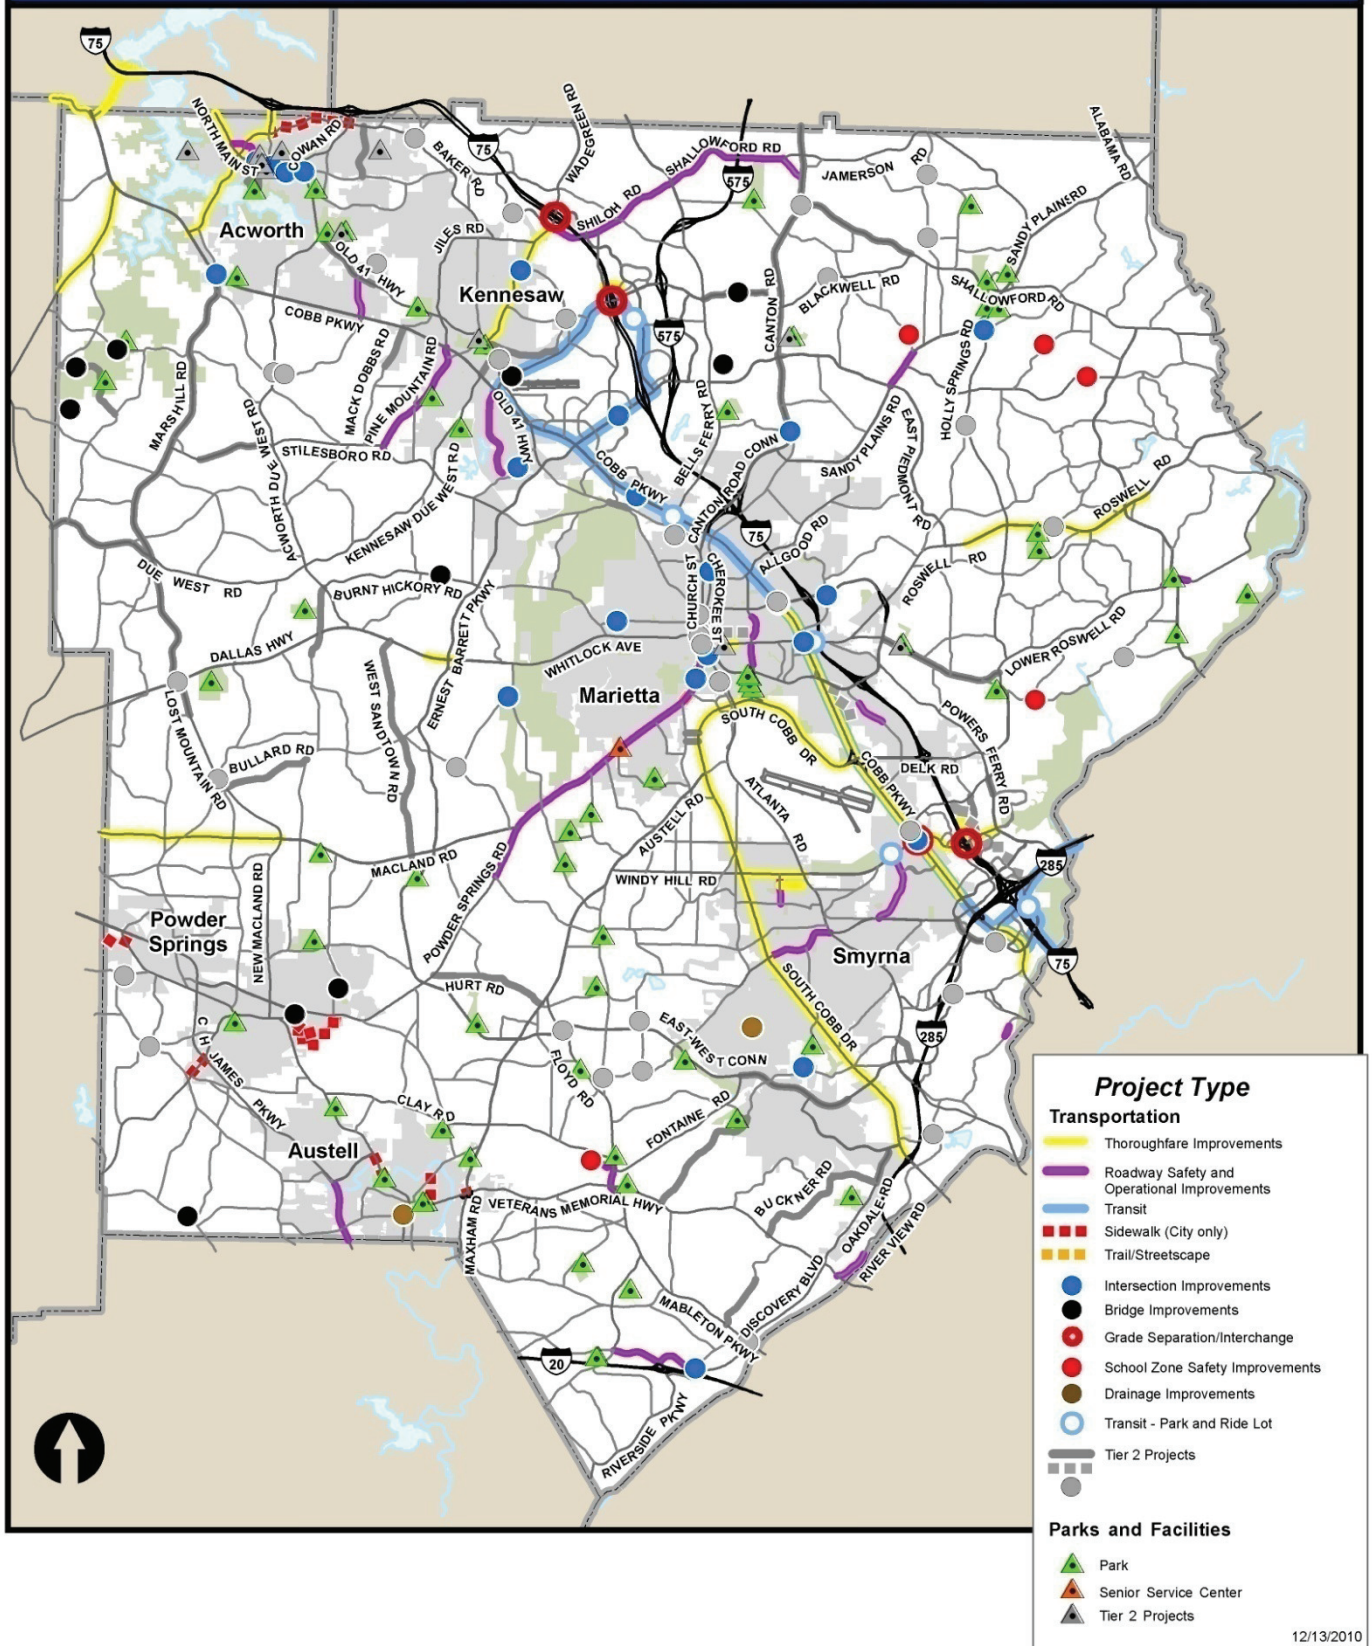 75
NORTH MAIN ST
COWAN RD
BAKER RD
75
WADEGREEN RD
SHALLOWFORD RD
575
SHILOH RD
JAMERSON RD
ALABAMA RD
SANDY PLAINS RD
Acworth
JILES RD
OLD 41 HWY
Kennesaw
COBB PKWY
CANTON RD
BLACKWELL RD
SHALLOWFORD RD
575
HOLLY SPRINGS RD
MARS HILL RD
MACK DOBBS RD
PINE MOUNTAIN RD
ACWORTH DUE WEST RD
STILESBORO RD
OLD 41 HWY
BELLS FERRY RD
CANTON ROAD CONN
SANDY PLAINS RD
EAST PIEDMONT RD
KENNESAW DUE WEST RD
COBB PKWY
ROSWELL RD
75
ALLGOOD RD
DUE WEST RD
BURNT HICKORY RD
CHURCH ST
CHEROKEE ST
ROSWELL RD
DALLAS HWY
ERNEST BARRETT PKWY
WHITLOCK AVE
LOWER ROSWELL RD
Marietta
WEST SANDTOWN RD
LOST MOUNTAIN RD
BULLARD RD
SOUTH COBB DR
POWERS FERRY RD
COBB PKWY
DELK RD
ATLANTA RD
AUSTELL RD
MACLAND RD
POWDER SPRINGS RD
WINDY HILL RD
285
NEW MACLAND RD
Powder
Springs
Smyrna
75
HURT RD
SOUTH COBB DR
EAST-WEST CONN
285
C H JAMES PKWY
FLOYD RD
CLAY RD
FONTAINE RD
Austell
BUCKNER RD
OAKDALE RD
VETERANS MEMORIAL HWY
MAXHAM RD
RIVER VIEW RD
DISCOVERY BLVD
MABLETON PKWY
20
RIVERSIDE PKWY
Project Type
Transportation
Thoroughfare Improvements
Roadway Safety and
Operational Improvements
Transit
Sidewalk (City only)
Trail/Streetscape
Intersection Improvements
Bridge Improvements
Grade Separation/Interchange
School Zone Safety Improvements
Drainage Improvements
Transit - Park and Ride Lot
Tier 2 Projects
Parks and Facilities
Park
Senior Service Center
Tier 2 Projects
12/13/2010